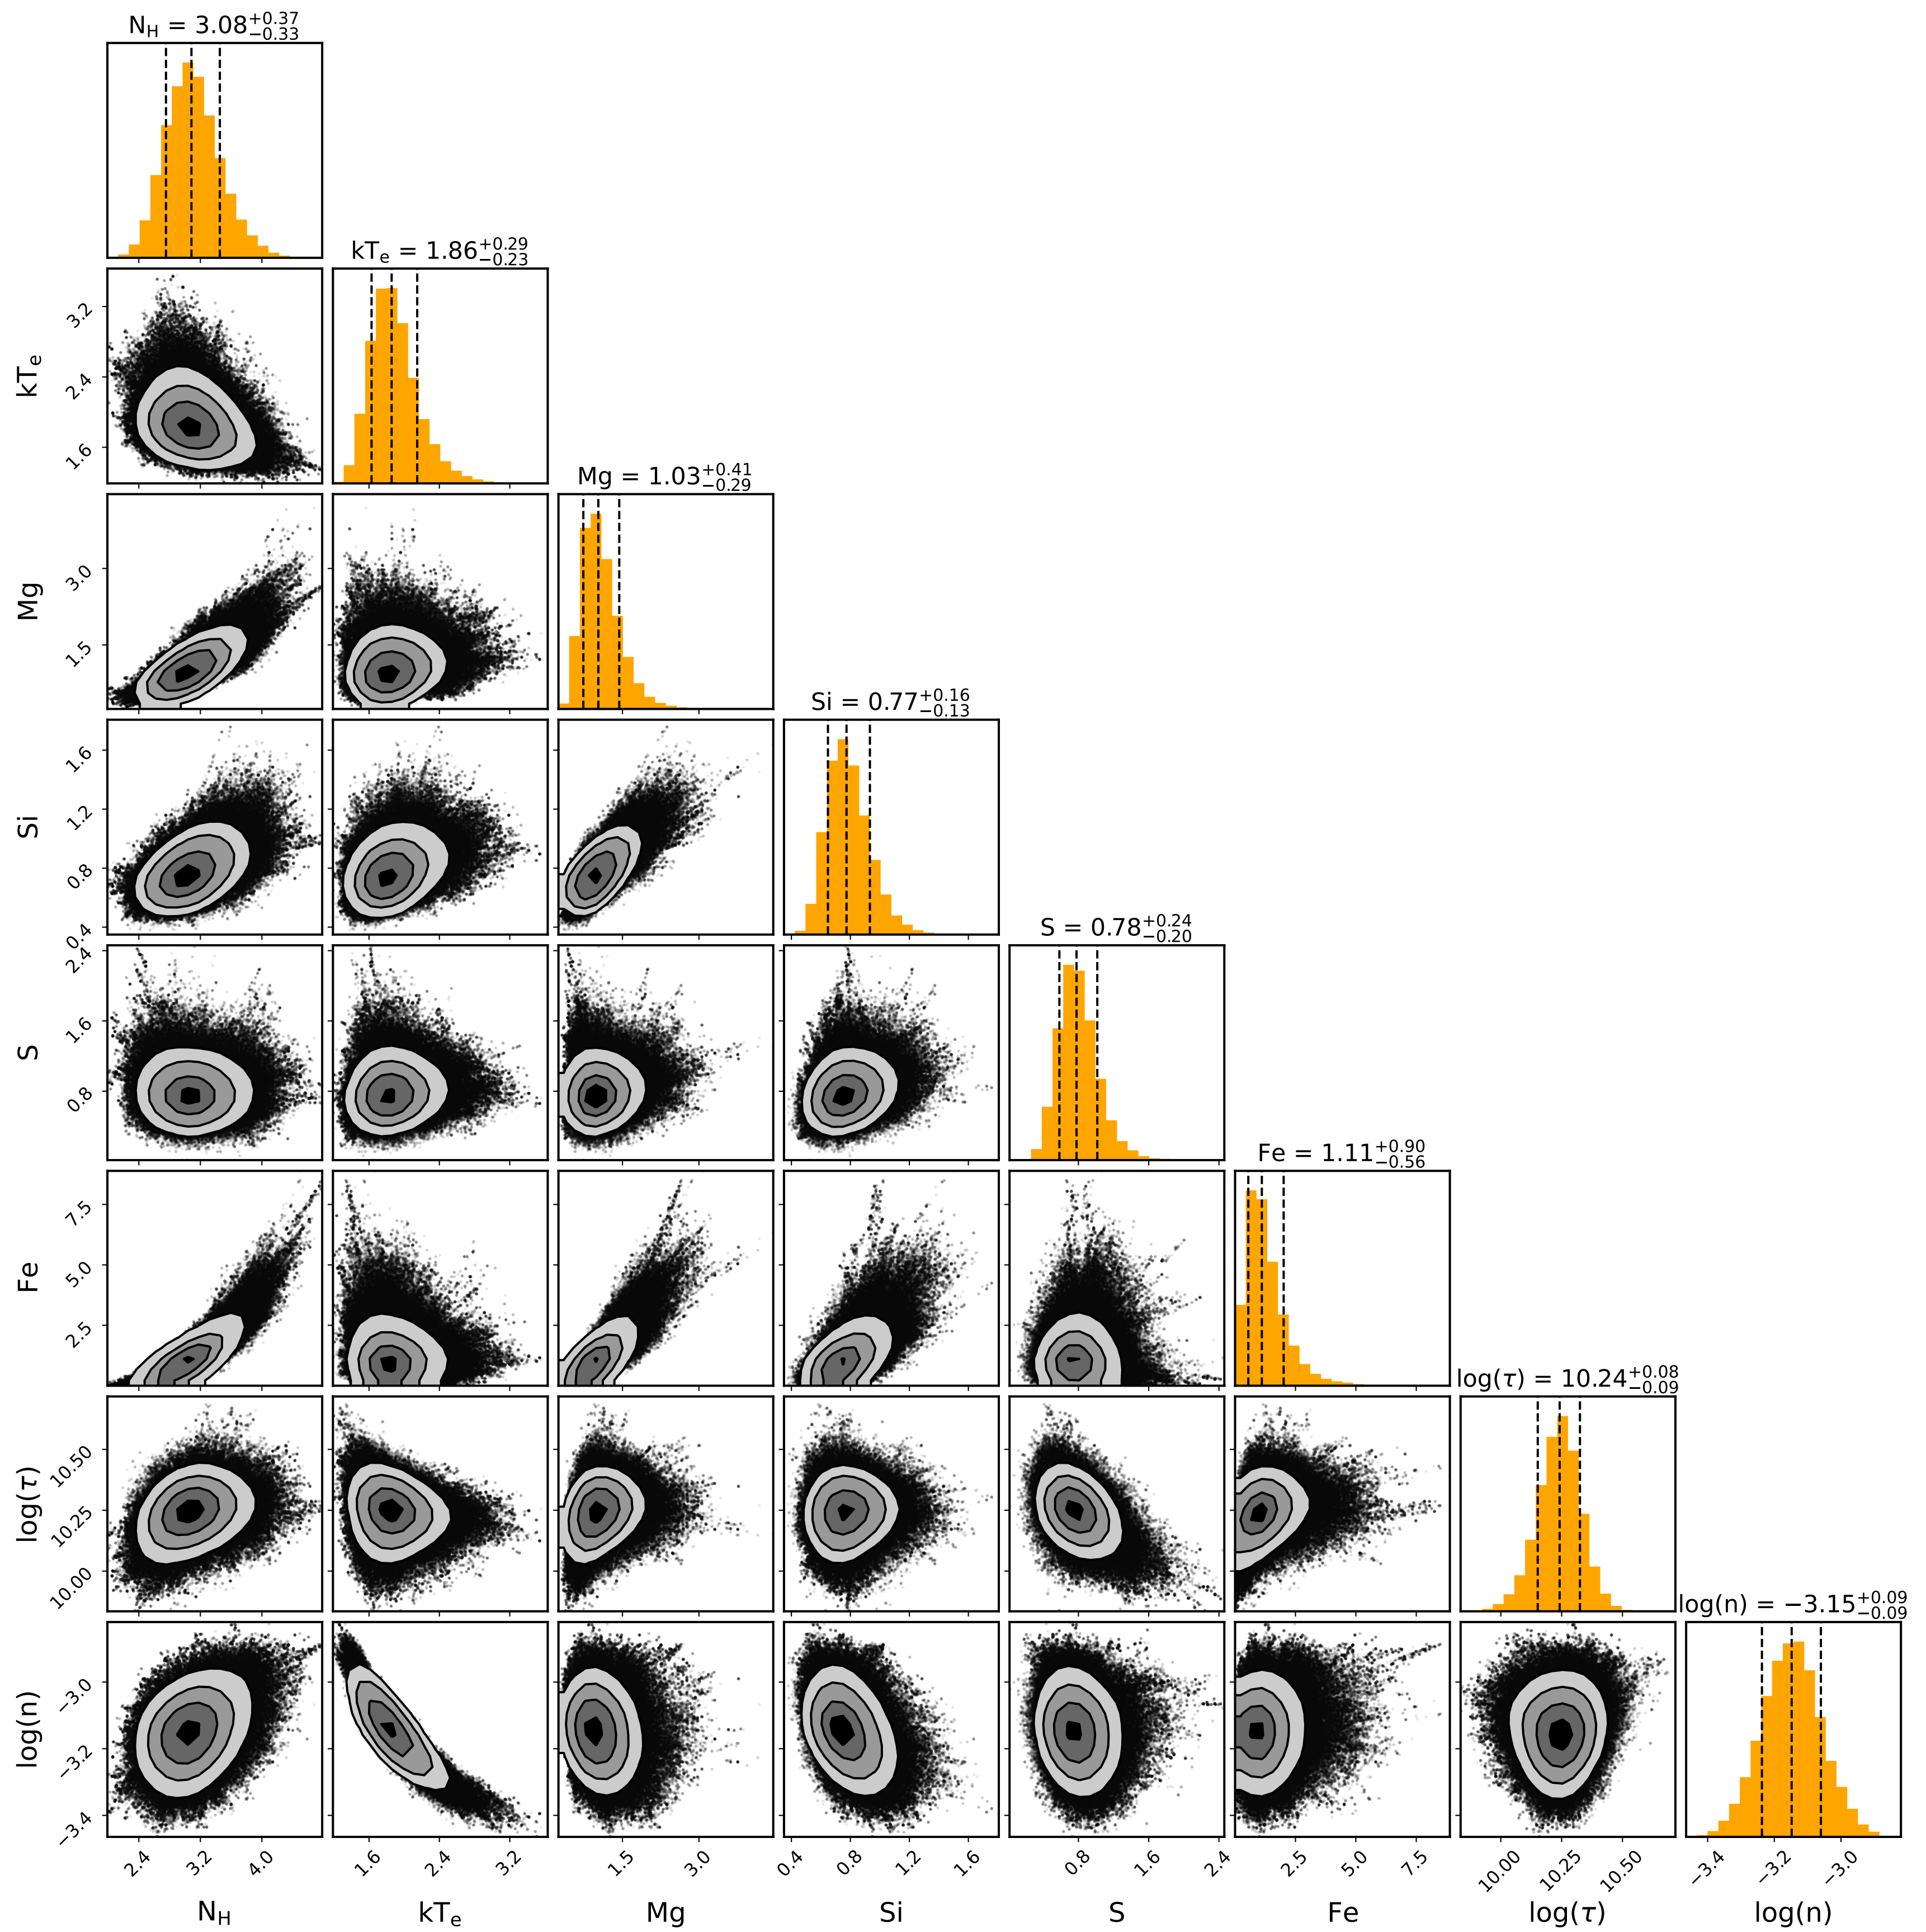 N_H = 3.08^{+0.37}_{−0.33}
kT_e = 1.86^{+0.29}_{−0.23}
3.2
2.4
1.6
kT_e
Mg = 1.03^{+0.41}_{−0.29}
3.0
1.5
Mg
Si = 0.77^{+0.16}_{−0.13}
1.6
1.2
0.8
0.4
Si
S = 0.78^{+0.24}_{−0.20}
2.4
1.6
0.8
S
Fe = 1.11^{+0.90}_{−0.56}
7.5
5.0
2.5
Fe
log(τ) = 10.24^{+0.08}_{−0.09}
10.50
10.25
10.00
log(τ)
log(n) = −3.15^{+0.09}_{−0.09}
−3.0
−3.2
−3.4
log(n)
2.4 3.2 4.0 1.6 2.4 3.2 1.5 3.0 0.4 0.8 1.2 1.6 0.8 1.6 2.4 2.5 5.0 7.5 10.00 10.25 10.50 −3.4 −3.2 −3.0
N_H kT_e Mg Si S Fe log(τ) log(n)